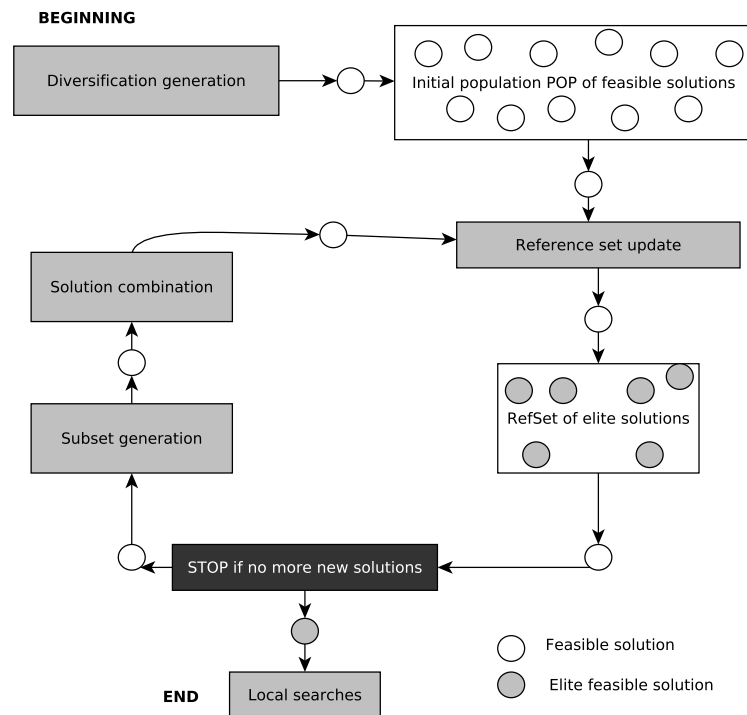 BEGINNING
Diversification generation
Initial population POP of feasible solutions
Reference set update
Solution combination
RefSet of elite solutions
Subset generation
STOP if no more new solutions
Feasible solution
Elite feasible solution
END
Local searches